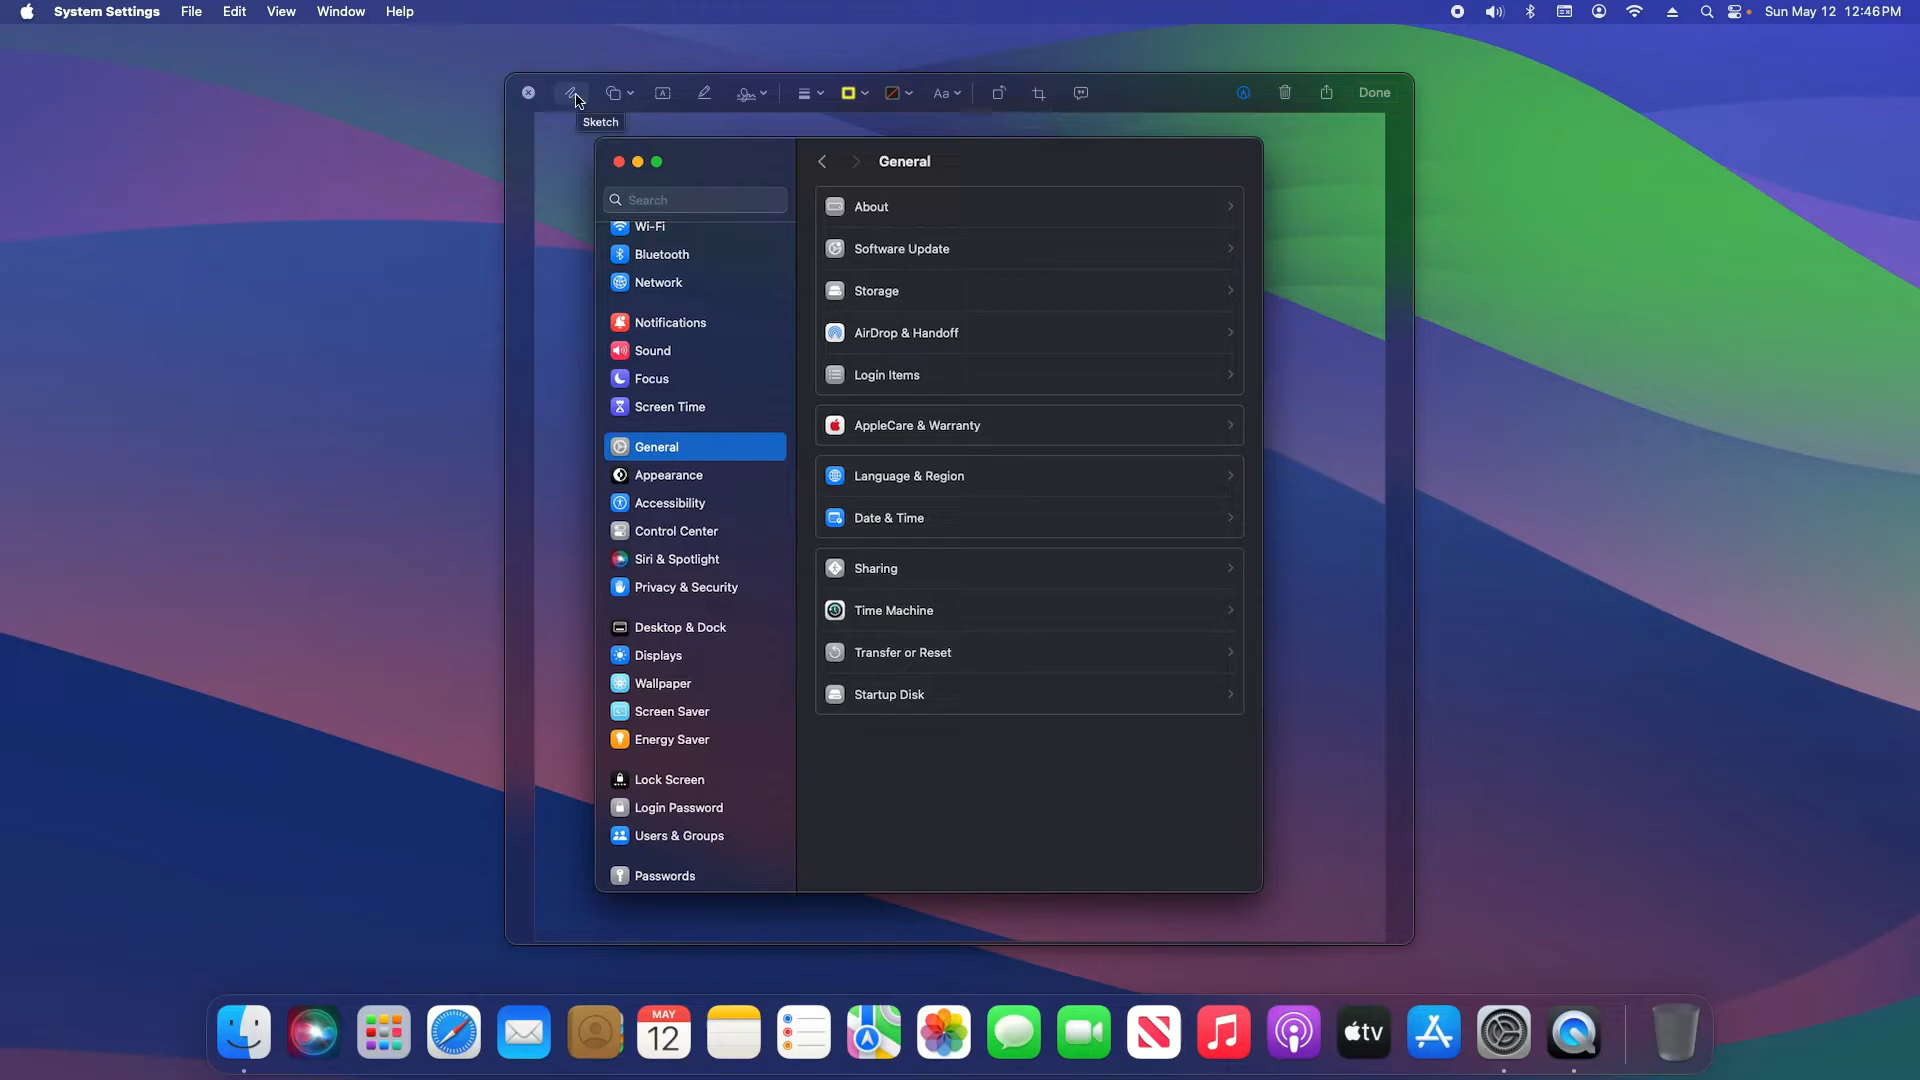 System Settings File Edit View Window Help Sun May 12 12:46 PM
A Aa Done
Sketch
General
Search
Wi-Fi
Bluetooth
Network
Notifications
Sound
Focus
Screen Time
General
Appearance
Accessibility
Control Center
Siri & Spotlight
Privacy & Security
Desktop & Dock
Displays
Wallpaper
Screen Saver
Energy Saver
Lock Screen
Login Password
Users & Groups
Passwords
About
Software Update
Storage
AirDrop & Handoff
Login Items
AppleCare & Warranty
Language & Region
Date & Time
Sharing
Time Machine
Transfer or Reset
Startup Disk
MAY
12
tv